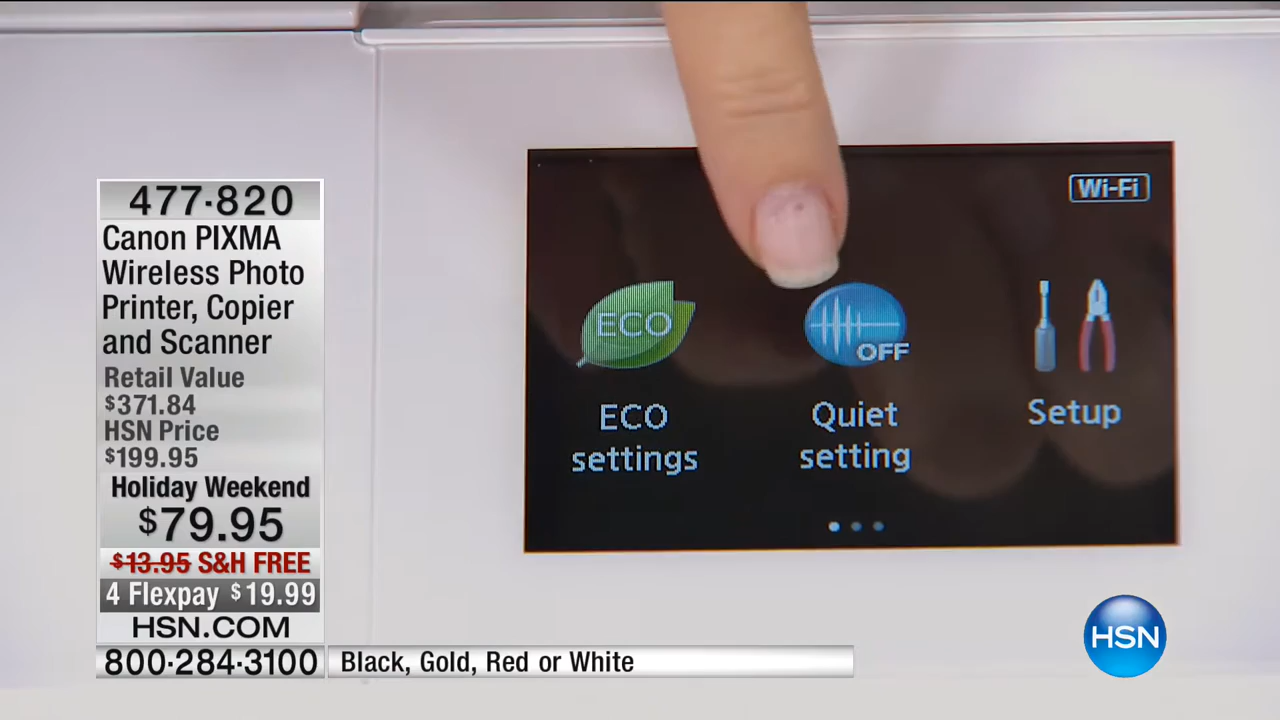 477·820
Canon PIXMA
Wireless Photo
Printer, Copier
and Scanner
Retail Value
$371.84
HSN Price
$199.95
Holiday Weekend
$79.95
$13.95 S&H FREE
4 Flexpay $19.99
HSN.COM
800·284·3100
Black, Gold, Red or White
Wi-Fi
ECO
OFF
ECO
settings
Quiet
setting
Setup
HSN